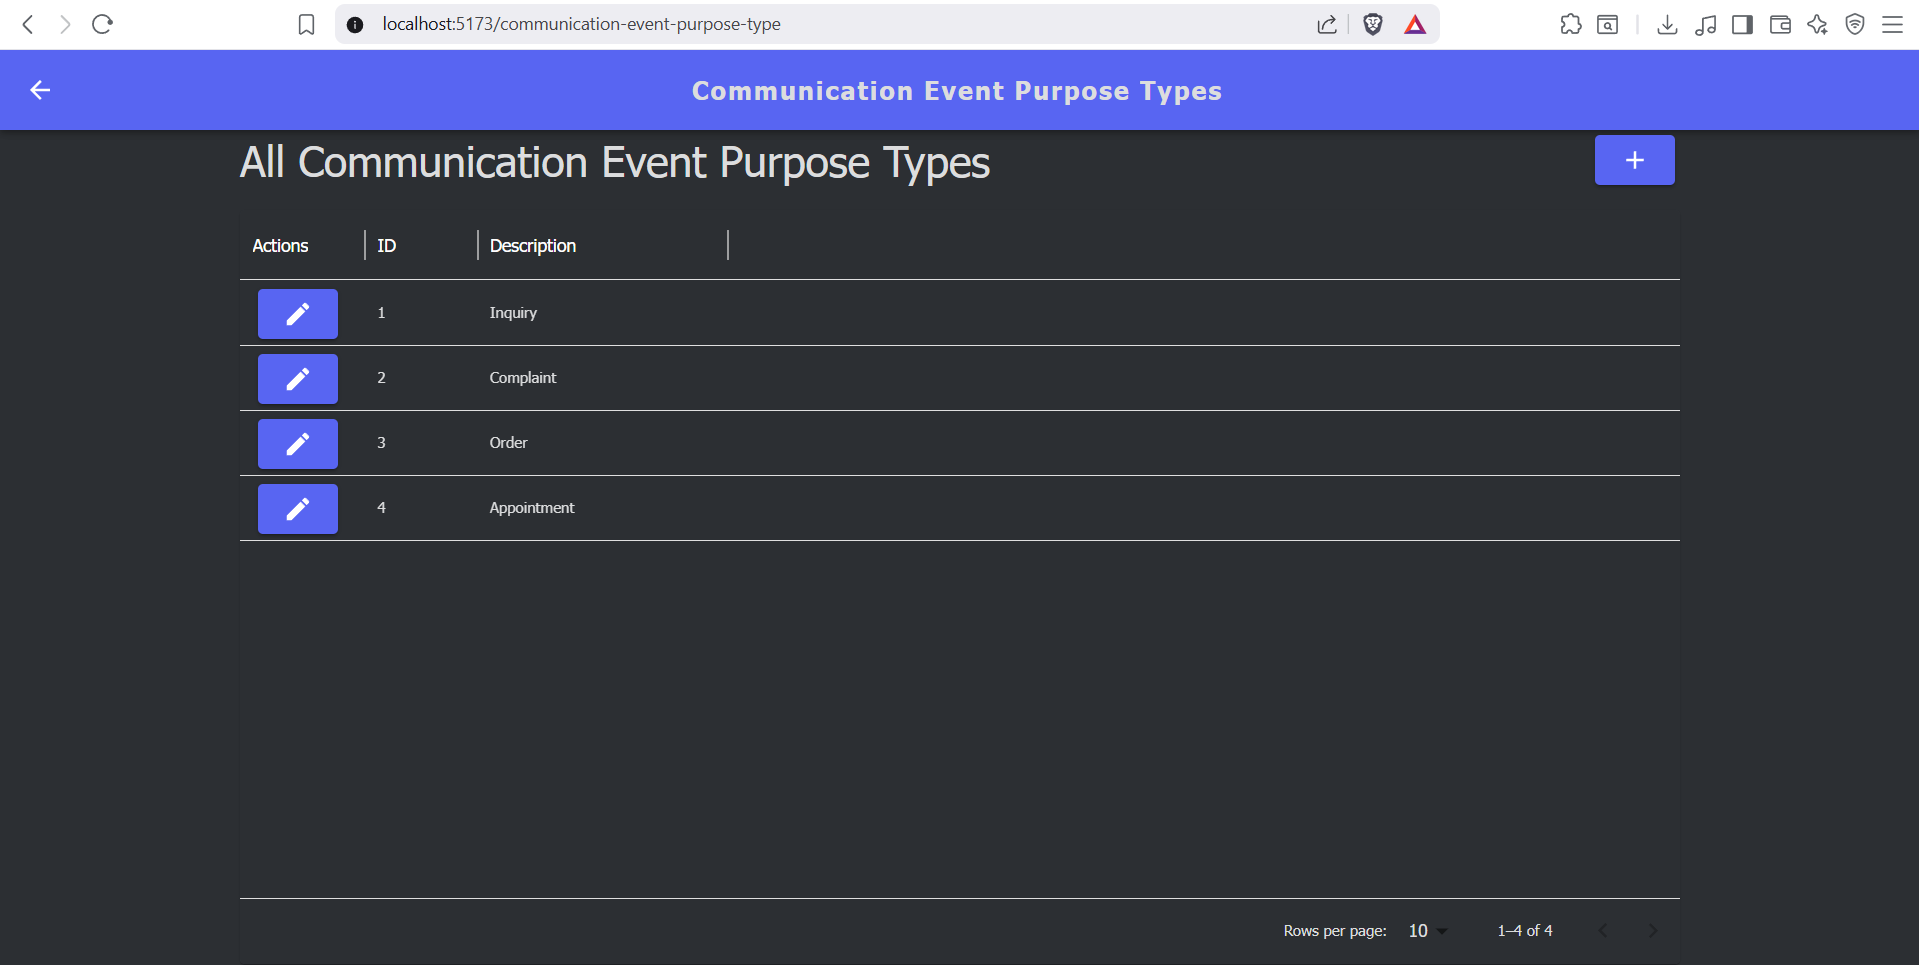 localhost:5173/communication-event-purpose-type
Communication Event Purpose Types
All Communication Event Purpose Types
Actions ID Description
1 Inquiry
2 Complaint
3 Order
4 Appointment
Rows per page: 10 1–4 of 4